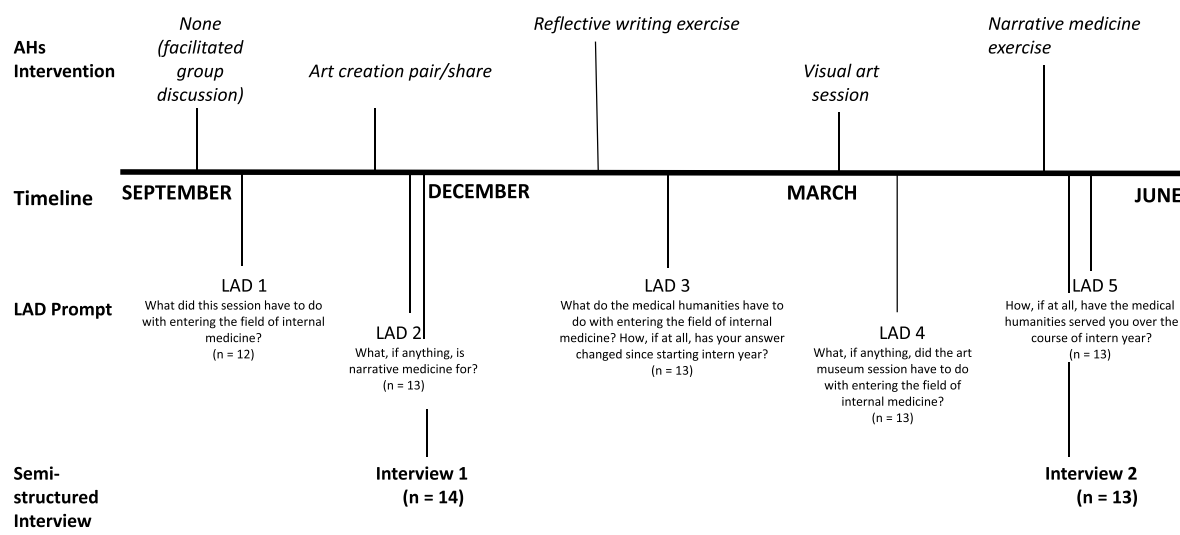 AHs
Intervention
None
(facilitated
group
discussion)
Art creation pair/share
Reflective writing exercise
Visual art
session
Narrative medicine
exercise
Timeline
SEPTEMBER
DECEMBER
MARCH
JUNE
LAD Prompt
LAD 1
What did this session have to do
with entering the field of internal
medicine?
(n = 12)
LAD 2
What, if anything, is
narrative medicine for?
(n = 13)
LAD 3
What do the medical humanities have to
do with entering the field of internal
medicine? How, if at all, has your answer
changed since starting intern year?
(n = 13)
LAD 4
What, if anything, did the art
museum session have to do
with entering the field of
internal medicine?
(n = 13)
LAD 5
How, if at all, have the medical
humanities served you over the
course of intern year?
(n = 13)
Semi-
structured
Interview
Interview 1
(n = 14)
Interview 2
(n = 13)